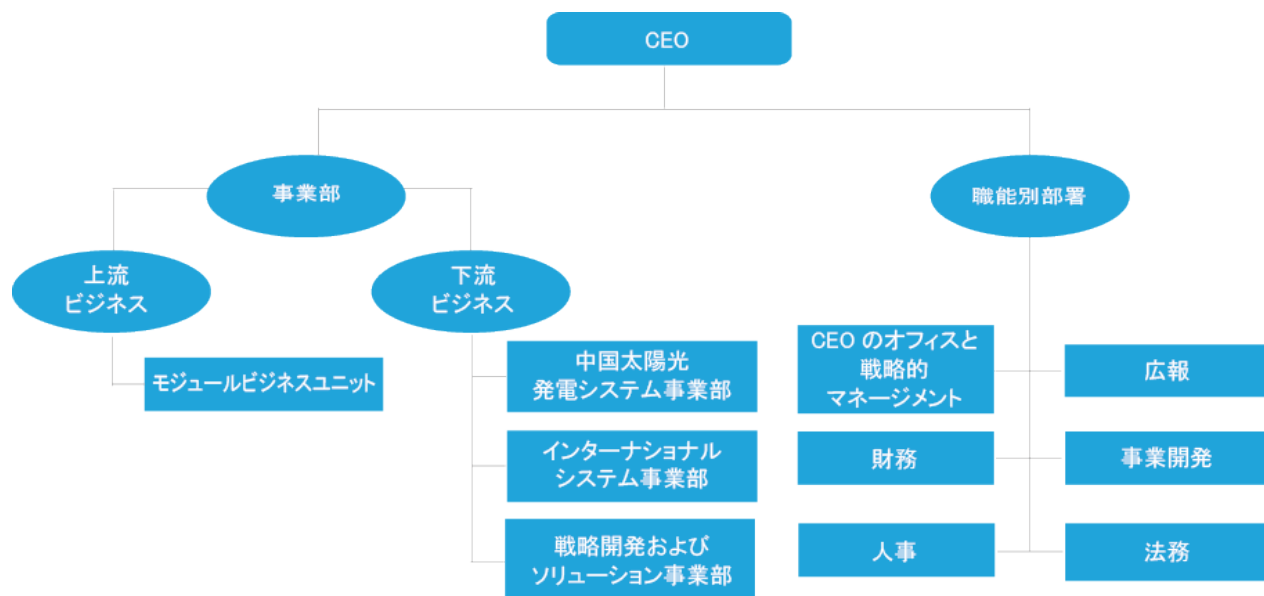 CEO
事業部
職能別部署
上流
ビジネス
下流
ビジネス
モジュールビジネスユニット
中国太陽光
発電システム事業部
インターナショナル
システム事業部
戦略開発および
ソリューション事業部
CEO のオフィスと
戦略的
マネージメント
広報
財務
事業開発
人事
法務